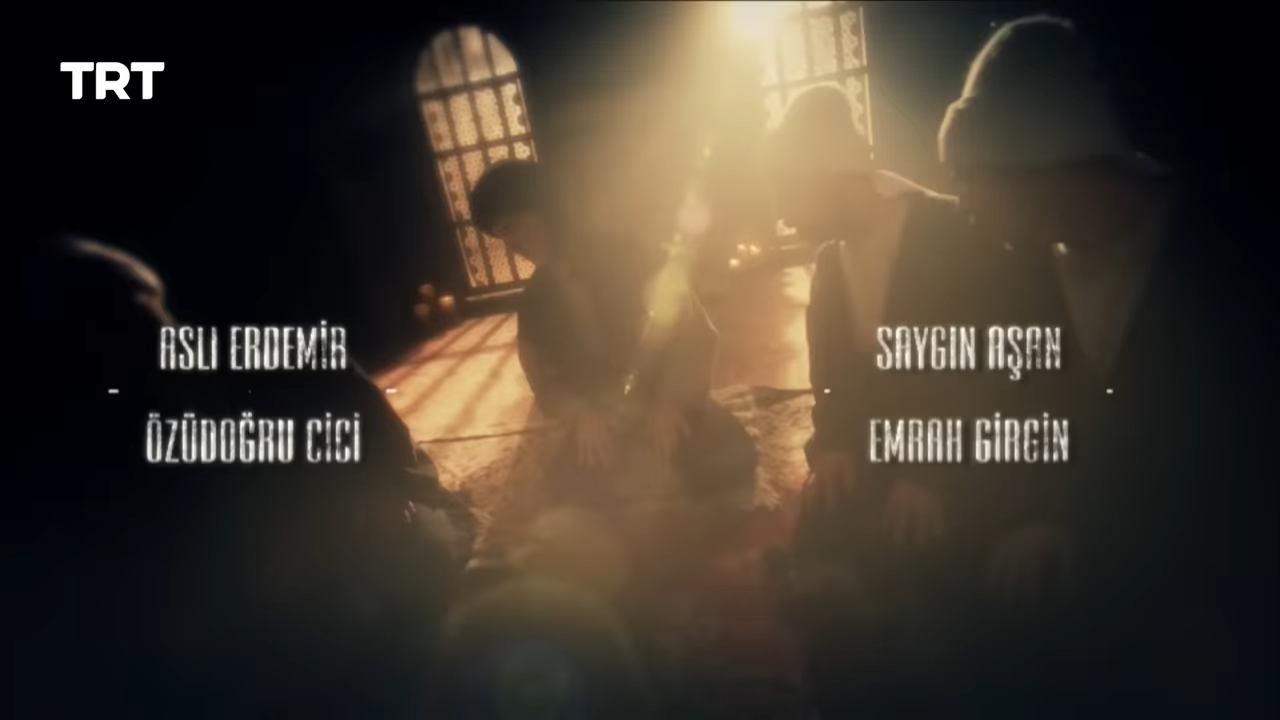 TRT
ASLI ERDEMİR
ÖZÜDOĞRU CİCİ
SAYGIN AŞAN
EMRAH GİRGİN